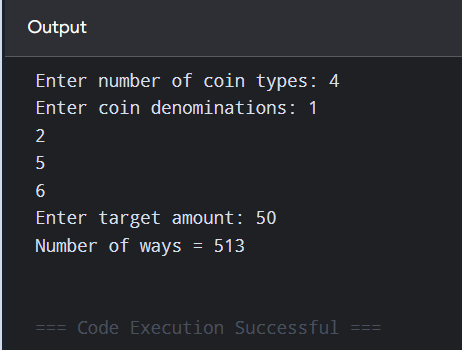 Output
Enter number of coin types: 4
Enter coin denominations: 1
2
5
6
Enter target amount: 50
Number of ways = 513
=== Code Execution Successful ===